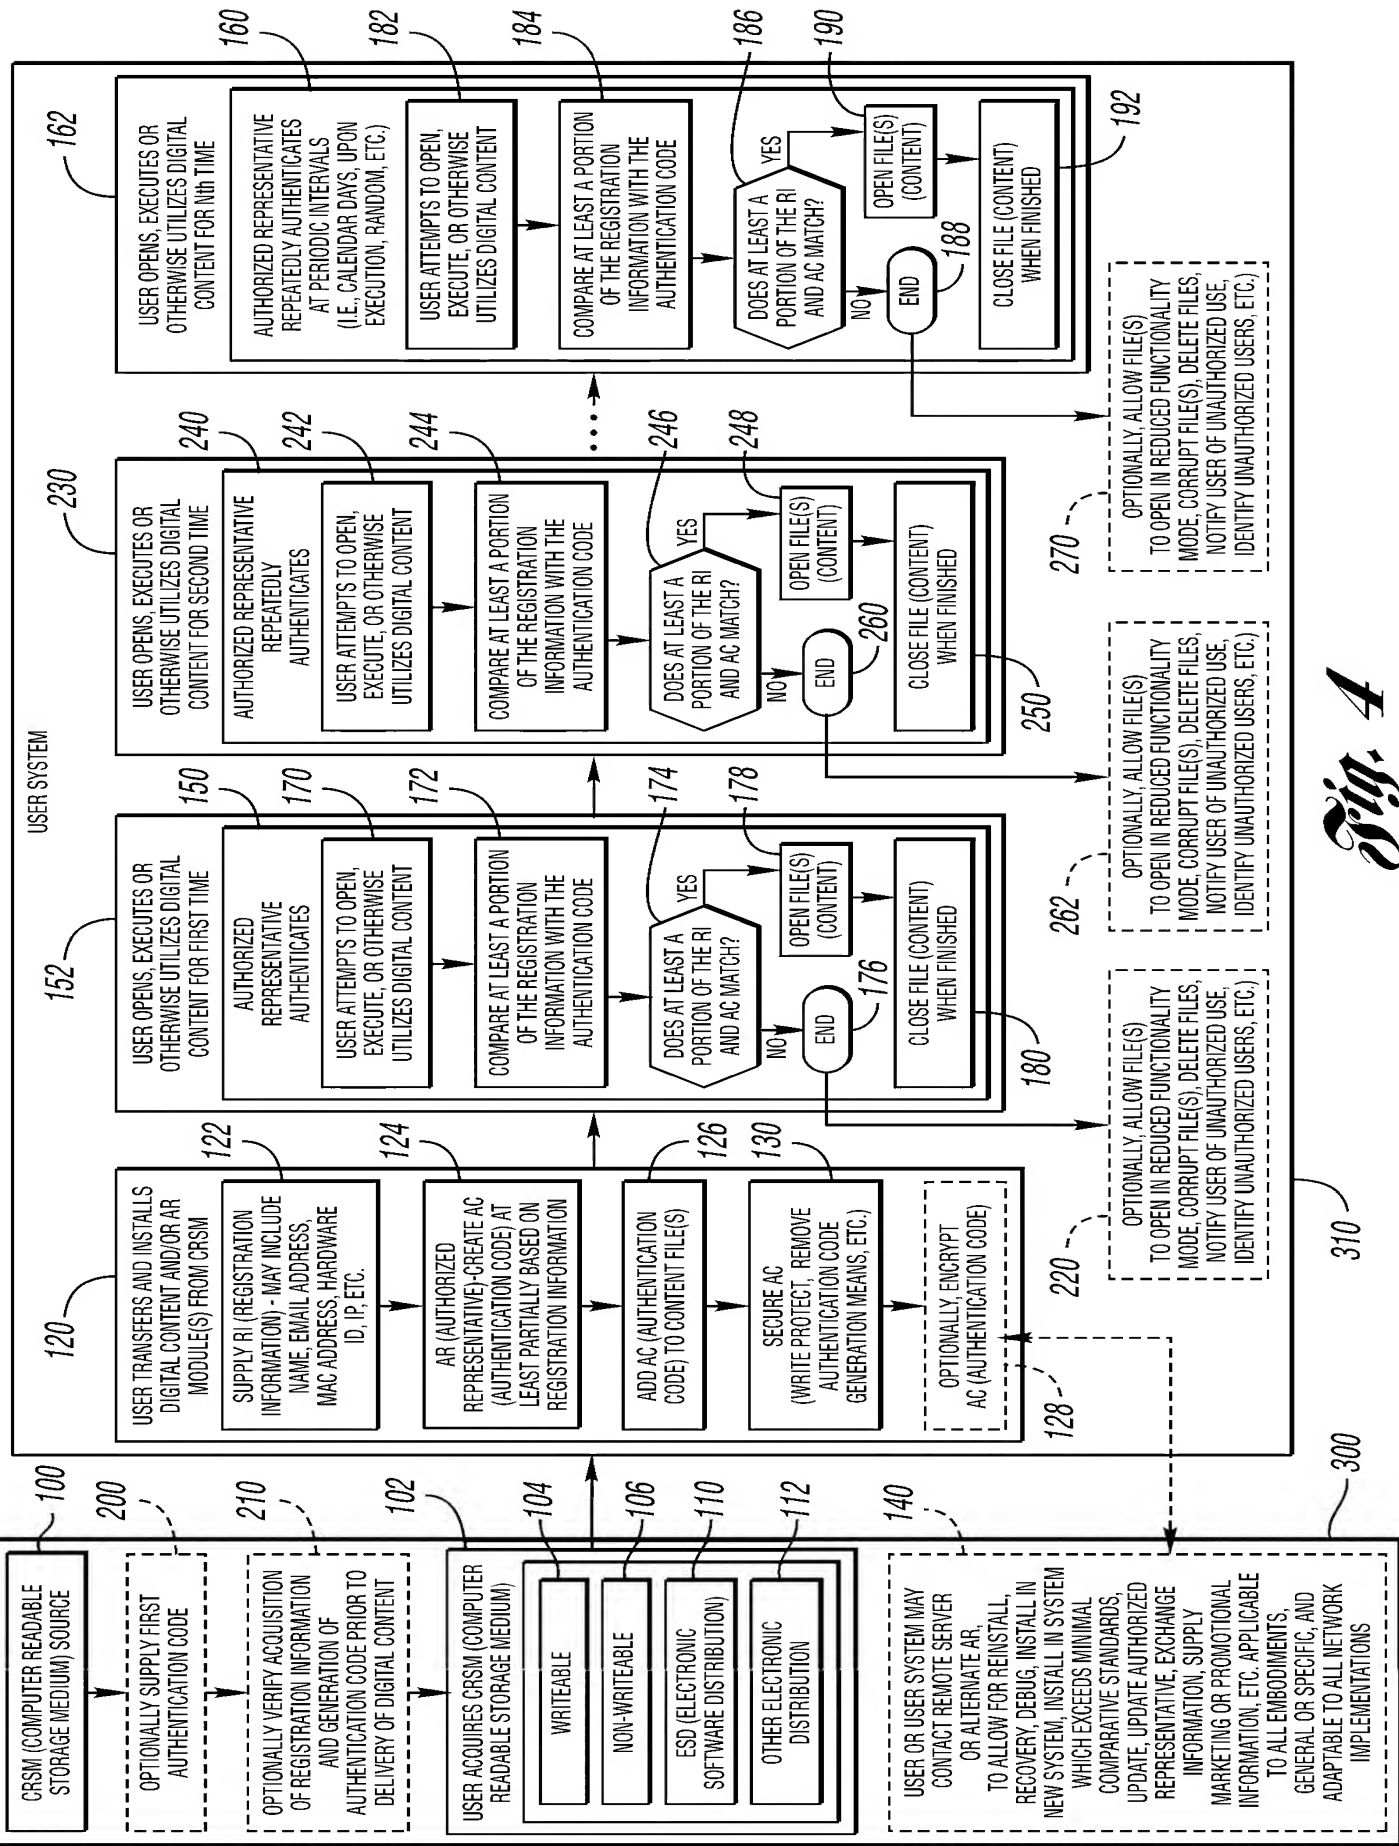 100
CRSM (COMPUTER READABLE
STORAGE MEDIUM) SOURCE
200
OPTIONALLY SUPPLY FIRST
AUTHENTICATION CODE
210
OPTIONALLY VERIFY ACQUISITION
OF REGISTRATION INFORMATION
AND GENERATION OF
AUTHENTICATION CODE PRIOR TO
DELIVERY OF DIGITAL CONTENT
102
USER ACQUIRES CRSM (COMPUTER
READABLE STORAGE MEDIUM)
104
WRITEABLE
106
NON-WRITEABLE
110
ESD (ELECTRONIC
SOFTWARE DISTRIBUTION)
112
OTHER ELECTRONIC
DISTRIBUTION
140
USER OR USER SYSTEM MAY
CONTACT REMOTE SERVER
OR ALTERNATE AR,
TO ALLOW FOR REINSTALL,
RECOVERY, DEBUG, INSTALL IN
NEW SYSTEM, INSTALL IN SYSTEM
WHICH EXCEEDS MINIMAL
COMPARATIVE STANDARDS,
UPDATE, UPDATE AUTHORIZED
REPRESENTATIVE, EXCHANGE
INFORMATION, SUPPLY
MARKETING OR PROMOTIONAL
INFORMATION, ETC. APPLICABLE
TO ALL EMBODIMENTS,
GENERAL OR SPECIFIC, AND
ADAPTABLE TO ALL NETWORK
IMPLEMENTATIONS
300
USER SYSTEM
120
USER TRANSFERS AND INSTALLS
DIGITAL CONTENT AND/OR AR
MODULE(S) FROM CRSM
122
SUPPLY RI (REGISTRATION
INFORMATION) - MAY INCLUDE
NAME, EMAIL ADDRESS,
MAC ADDRESS, HARDWARE
ID, IP, ETC.
124
AR (AUTHORIZED
REPRESENTATIVE)-CREATE AC
(AUTHENTICATION CODE) AT
LEAST PARTIALLY BASED ON
REGISTRATION INFORMATION
126
ADD AC (AUTHENTICATION
CODE) TO CONTENT FILE(S)
130
SECURE AC
(WRITE PROTECT, REMOVE
AUTHENTICATION CODE
GENERATION MEANS, ETC.)
OPTIONALLY, ENCRYPT
AC (AUTHENTICATION CODE)
128
152
USER OPENS, EXECUTES OR
OTHERWISE UTILIZES DIGITAL
CONTENT FOR FIRST TIME
150
AUTHORIZED
REPRESENTATIVE
AUTHENTICATES
170
USER ATTEMPTS TO OPEN,
EXECUTE, OR OTHERWISE
UTILIZES DIGITAL CONTENT
172
COMPARE AT LEAST A PORTION
OF THE REGISTRATION
INFORMATION WITH THE
AUTHENTICATION CODE
174
DOES AT LEAST A
PORTION OF THE RI
AND AC MATCH?
YES
NO
178
OPEN FILE(S)
(CONTENT)
END
176
CLOSE FILE (CONTENT)
WHEN FINISHED
180
220
OPTIONALLY, ALLOW FILE(S)
TO OPEN IN REDUCED FUNCTIONALITY
MODE, CORRUPT FILE(S), DELETE FILES,
NOTIFY USER OF UNAUTHORIZED USE,
IDENTIFY UNAUTHORIZED USERS, ETC.)
230
USER OPENS, EXECUTES OR
OTHERWISE UTILIZES DIGITAL
CONTENT FOR SECOND TIME
240
AUTHORIZED REPRESENTATIVE
REPEATEDLY
AUTHENTICATES
242
USER ATTEMPTS TO OPEN,
EXECUTE, OR OTHERWISE
UTILIZES DIGITAL CONTENT
244
COMPARE AT LEAST A PORTION
OF THE REGISTRATION
INFORMATION WITH THE
AUTHENTICATION CODE
246
DOES AT LEAST A
PORTION OF THE RI
AND AC MATCH?
YES
NO
248
OPEN FILE(S)
(CONTENT)
END
260
CLOSE FILE (CONTENT)
WHEN FINISHED
250
262
OPTIONALLY, ALLOW FILE(S)
TO OPEN IN REDUCED FUNCTIONALITY
MODE, CORRUPT FILE(S), DELETE FILES,
NOTIFY USER OF UNAUTHORIZED USE,
IDENTIFY UNAUTHORIZED USERS, ETC,)
162
USER OPENS, EXECUTES OR
OTHERWISE UTILIZES DIGITAL
CONTENT FOR Nth TIME
160
AUTHORIZED REPRESENTATIVE
REPEATEDLY AUTHENTICATES
AT PERIODIC INTERVALS
(I.E., CALENDAR DAYS, UPON
EXECUTION, RANDOM, ETC.)
182
USER ATTEMPTS TO OPEN,
EXECUTE, OR OTHERWISE
UTILIZES DIGITAL CONTENT
184
COMPARE AT LEAST A PORTION
OF THE REGISTRATION
INFORMATION WITH THE
AUTHENTICATION CODE
186
DOES AT LEAST A
PORTION OF THE RI
AND AC MATCH?
YES
NO
190
OPEN FILE(S)
(CONTENT)
END
188
CLOSE FILE (CONTENT)
WHEN FINISHED
192
270
OPTIONALLY, ALLOW FILE(S)
TO OPEN IN REDUCED FUNCTIONALITY
MODE, CORRUPT FILE(S), DELETE FILES,
NOTIFY USER OF UNAUTHORIZED USE,
IDENTIFY UNAUTHORIZED USERS, ETC.)
310
Fig. 4